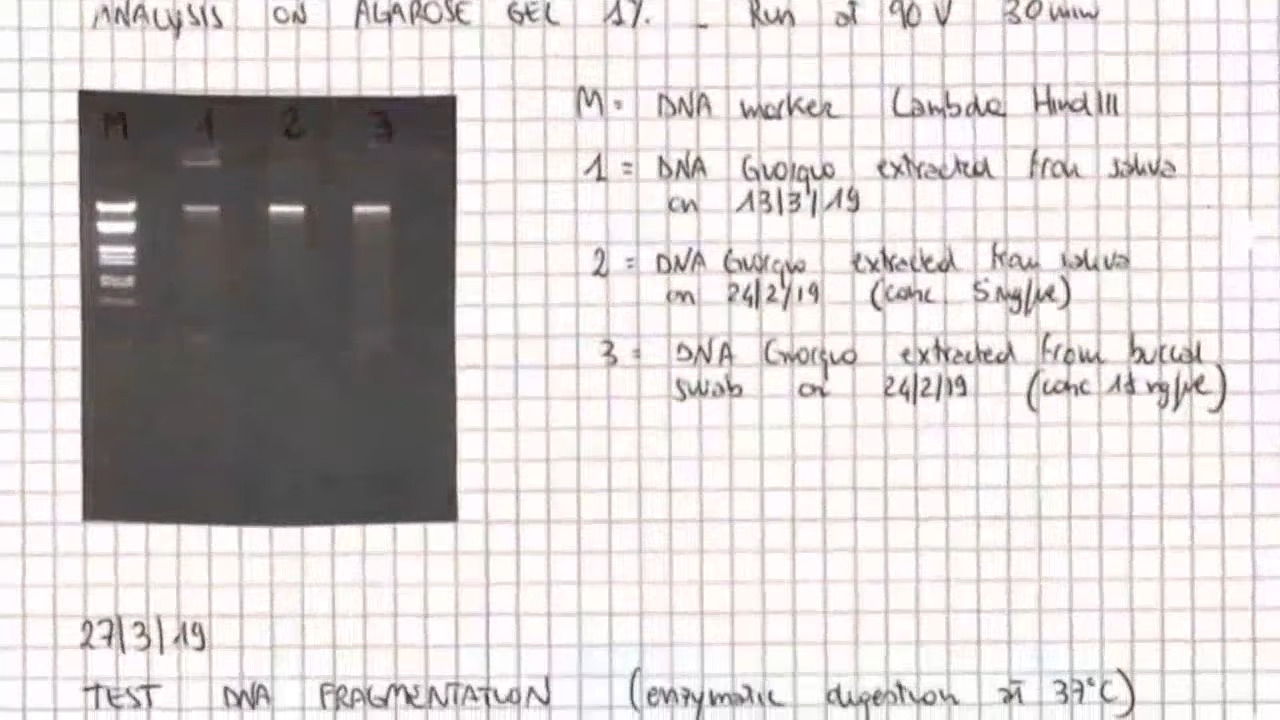 ANALYSIS ON AGAROSE GEL 1% - Run at 90 V 30 min
M 1 2 3
M = DNA marker Lambda HindIII
1 = DNA Giorgio extracted from saliva
on 13/3/19
2 = DNA Giorgio extracted from saliva
on 24/2/19 (conc 5 ng/μl)
3 = DNA Giorgio extracted from buccal
swab on 24/2/19 (conc ng/μl)
27/3/19
TEST DNA FRAGMENTATION (enzymatic digestion at 37°C)